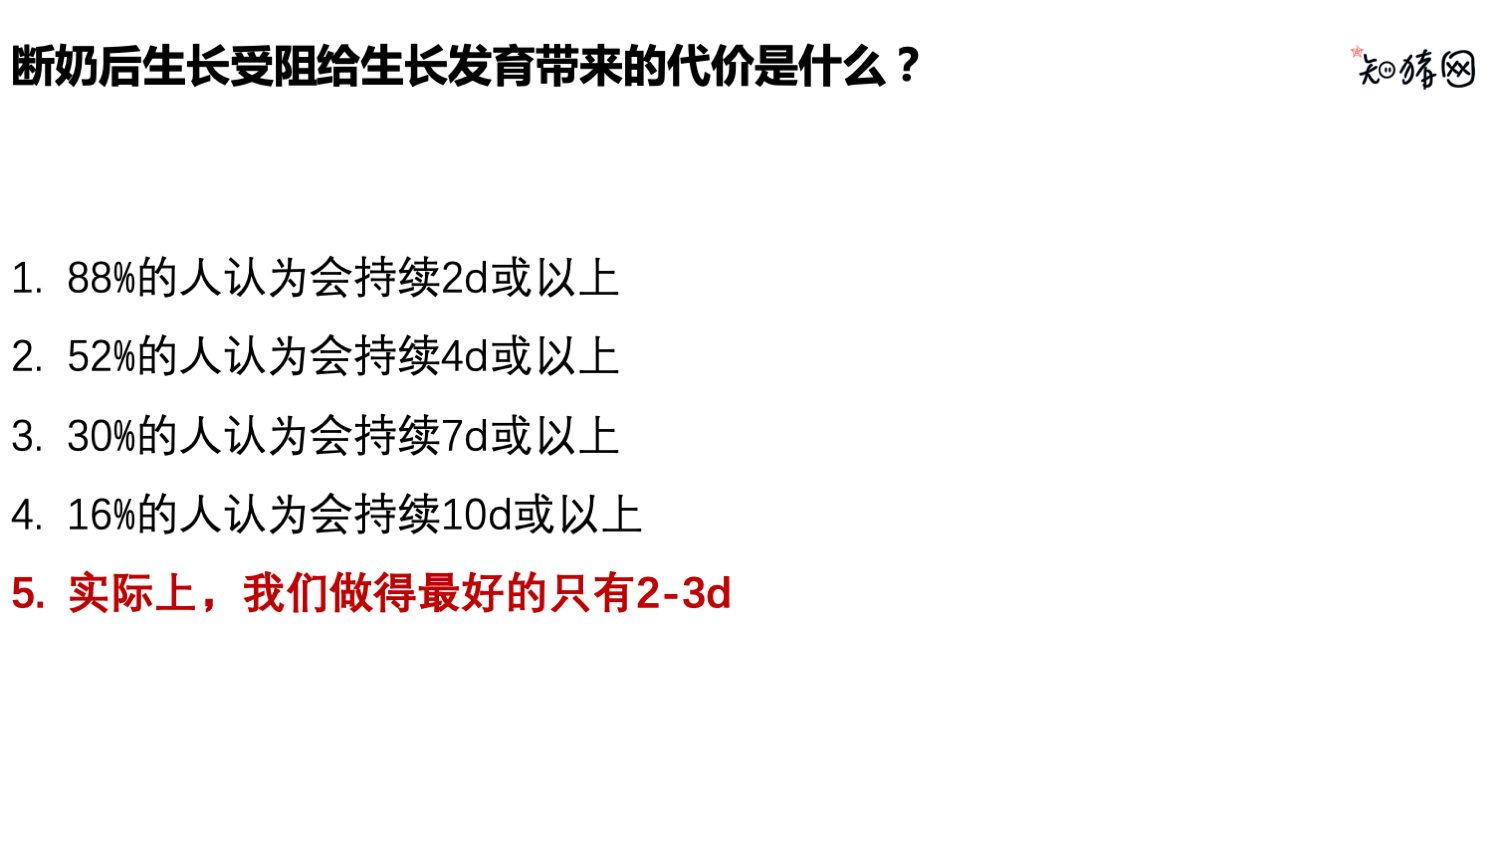 断奶后生长受阻给生长发育带来的代价是什么？
知猪网
1. 88%的人认为会持续2d或以上
2. 52%的人认为会持续4d或以上
3. 30%的人认为会持续7d或以上
4. 16%的人认为会持续10d或以上
5. 实际上，我们做得最好的只有2-3d